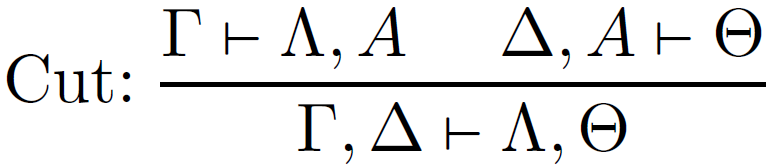 Γ ⊢ Λ, A Δ, A ⊢ Θ
Cut:
Γ, Δ ⊢ Λ, Θ